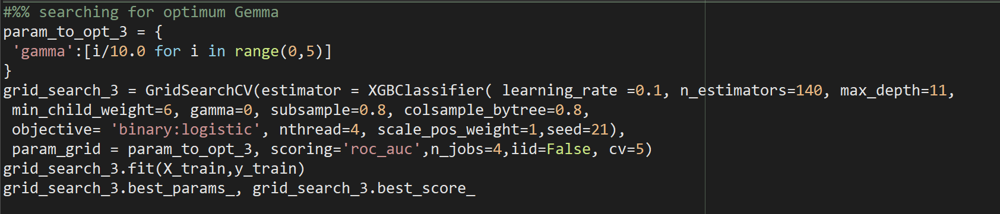 #%% searching for optimum Gemma
param_to_opt_3 = {
 'gamma':[i/10.0 for i in range(0,5)]
}
grid_search_3 = GridSearchCV(estimator = XGBClassifier( learning_rate =0.1, n_estimators=140, max_depth=11,
 min_child_weight=6, gamma=0, subsample=0.8, colsample_bytree=0.8,
 objective= 'binary:logistic', nthread=4, scale_pos_weight=1,seed=21),
 param_grid = param_to_opt_3, scoring='roc_auc',n_jobs=4,iid=False, cv=5)
grid_search_3.fit(X_train,y_train)
grid_search_3.best_params_, grid_search_3.best_score_